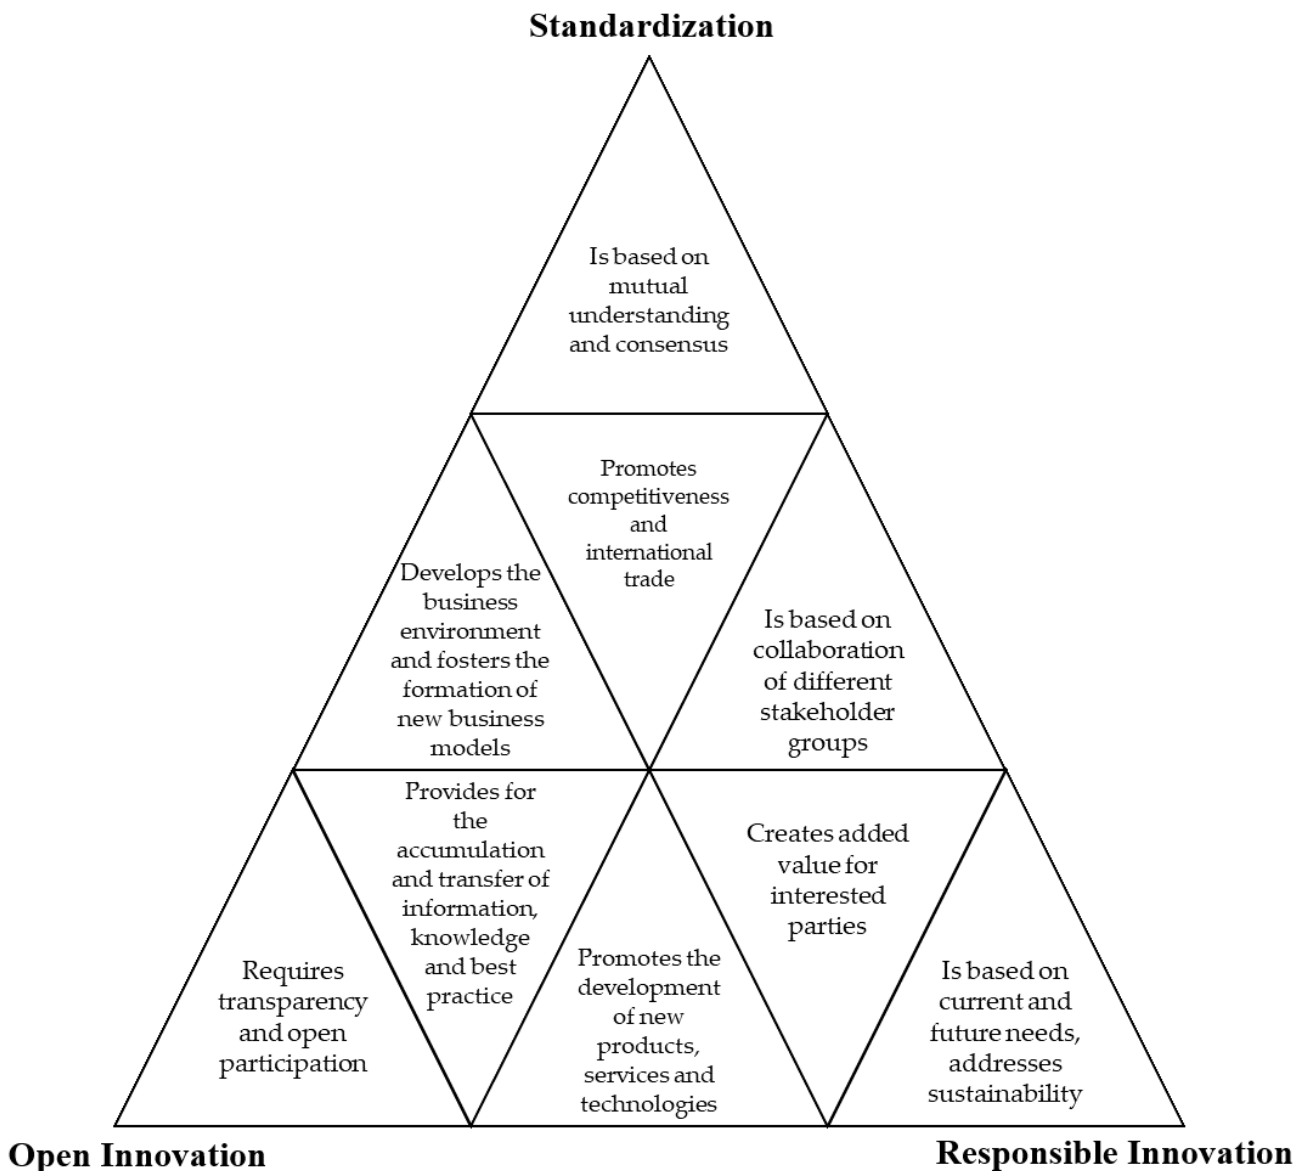 Standardization
Is based on
mutual
understanding
and consensus
Promotes
competitiveness
and
international
trade
Develops the
business
environment
and fosters the
formation of
new business
models
Is based on
collaboration
of different
stakeholder
groups
Requires
transparency
and open
participation
Provides for
the
accumulation
and transfer of
information,
knowledge
and best
practice
Promotes the
development
of new
products,
services and
technologies
Creates added
value for
interested
parties
Is based on
current and
future needs,
addresses
sustainability
Open Innovation
Responsible Innovation